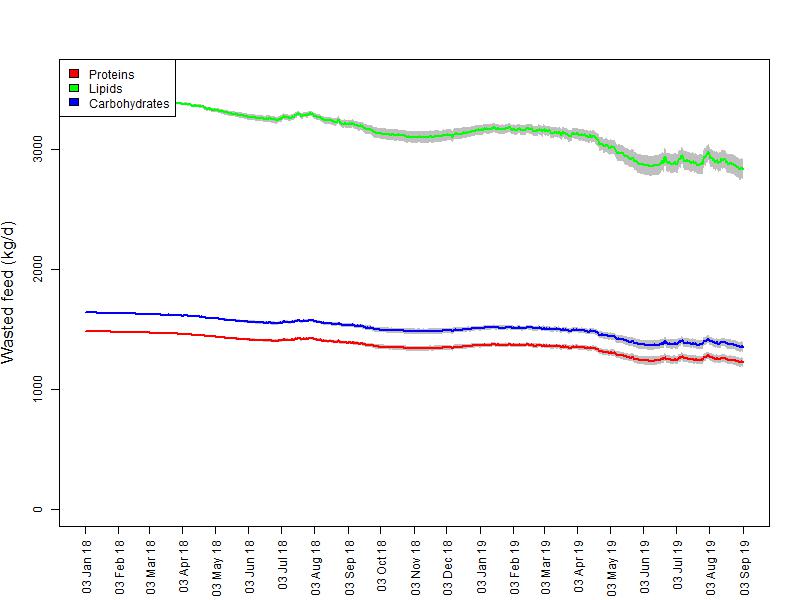 Proteins
Lipids
Carbohydrates
Wasted feed (kg/d)
3000
2000
1000
0
03 Jan 18
03 Feb 18
03 Mar 18
03 Apr 18
03 May 18
03 Jun 18
03 Jul 18
03 Aug 18
03 Sep 18
03 Oct 18
03 Nov 18
03 Dec 18
03 Jan 19
03 Feb 19
03 Mar 19
03 Apr 19
03 May 19
03 Jun 19
03 Jul 19
03 Aug 19
03 Sep 19